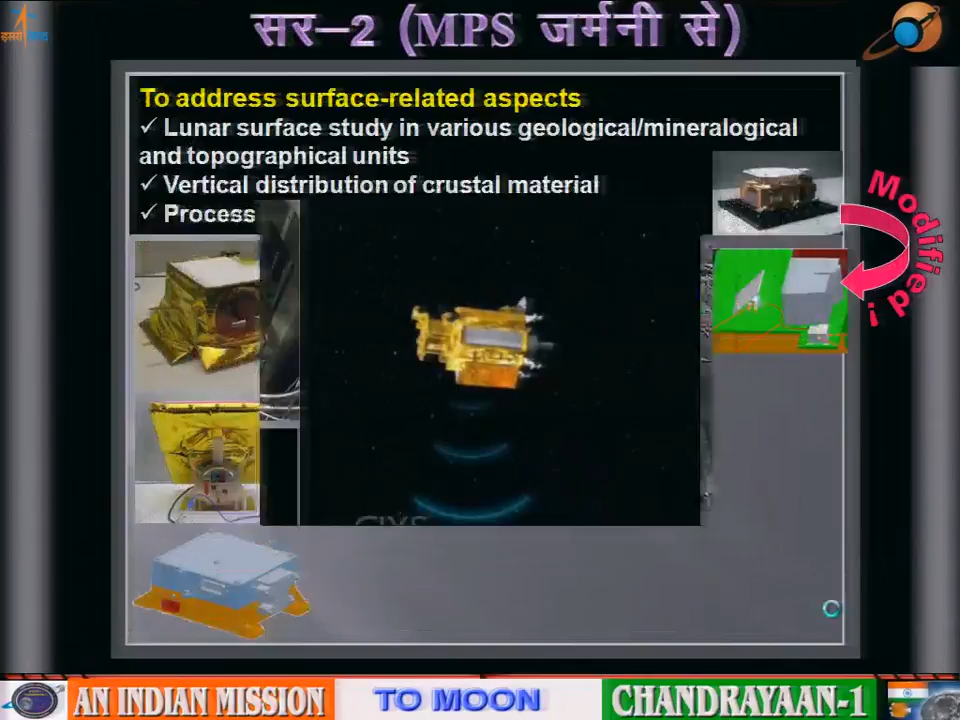 सर–2 (MPS जर्मनी से)
To address surface-related aspects
✓ Lunar surface study in various geological/mineralogical
and topographical units
✓ Vertical distribution of crustal material
✓ Process
Modified !
AN INDIAN MISSION TO MOON CHANDRAYAAN-1